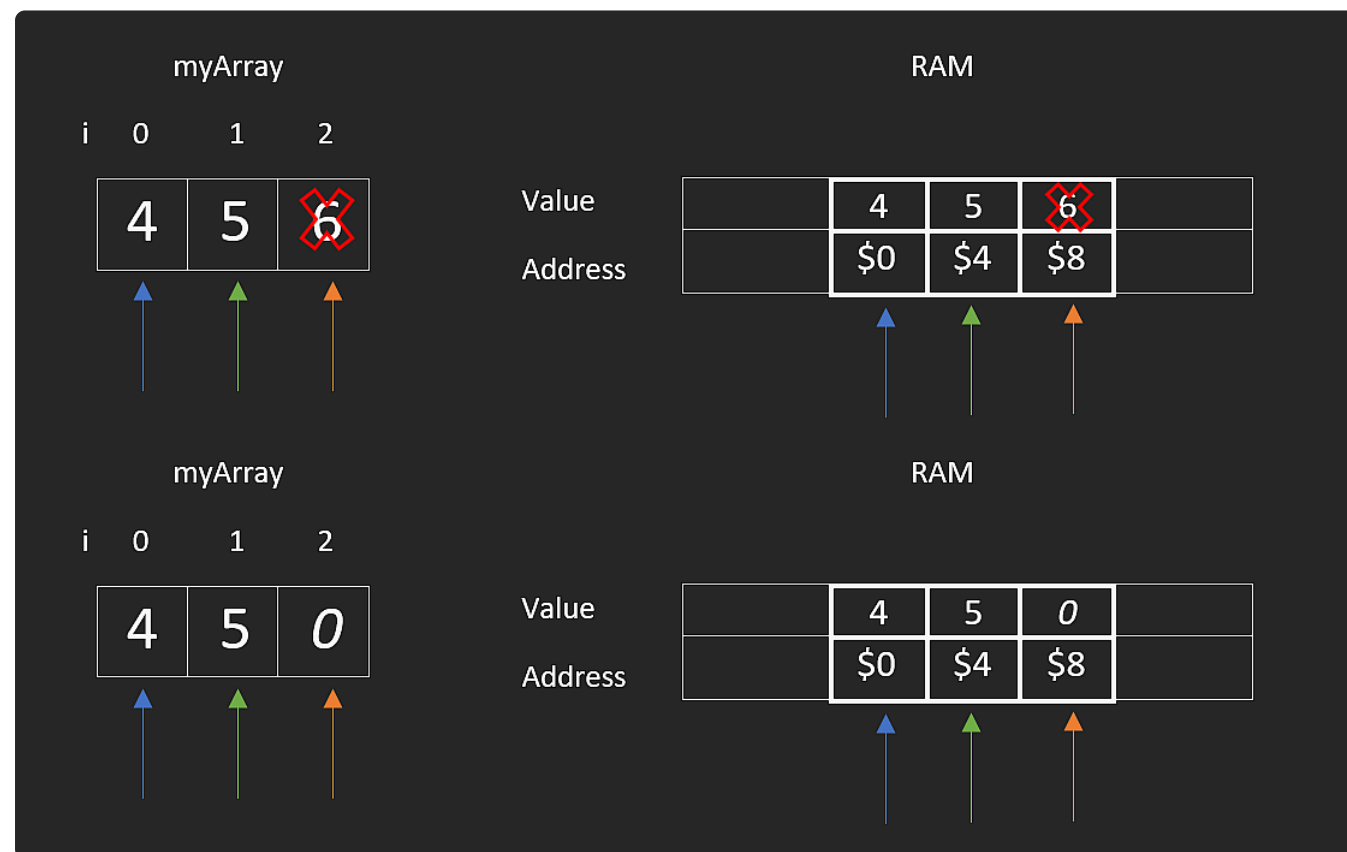 myArray RAM
i 0 1 2
4 5 6
Value 4 5 6
Address $0 $4 $8
myArray RAM
i 0 1 2
4 5 0
Value 4 5 0
Address $0 $4 $8